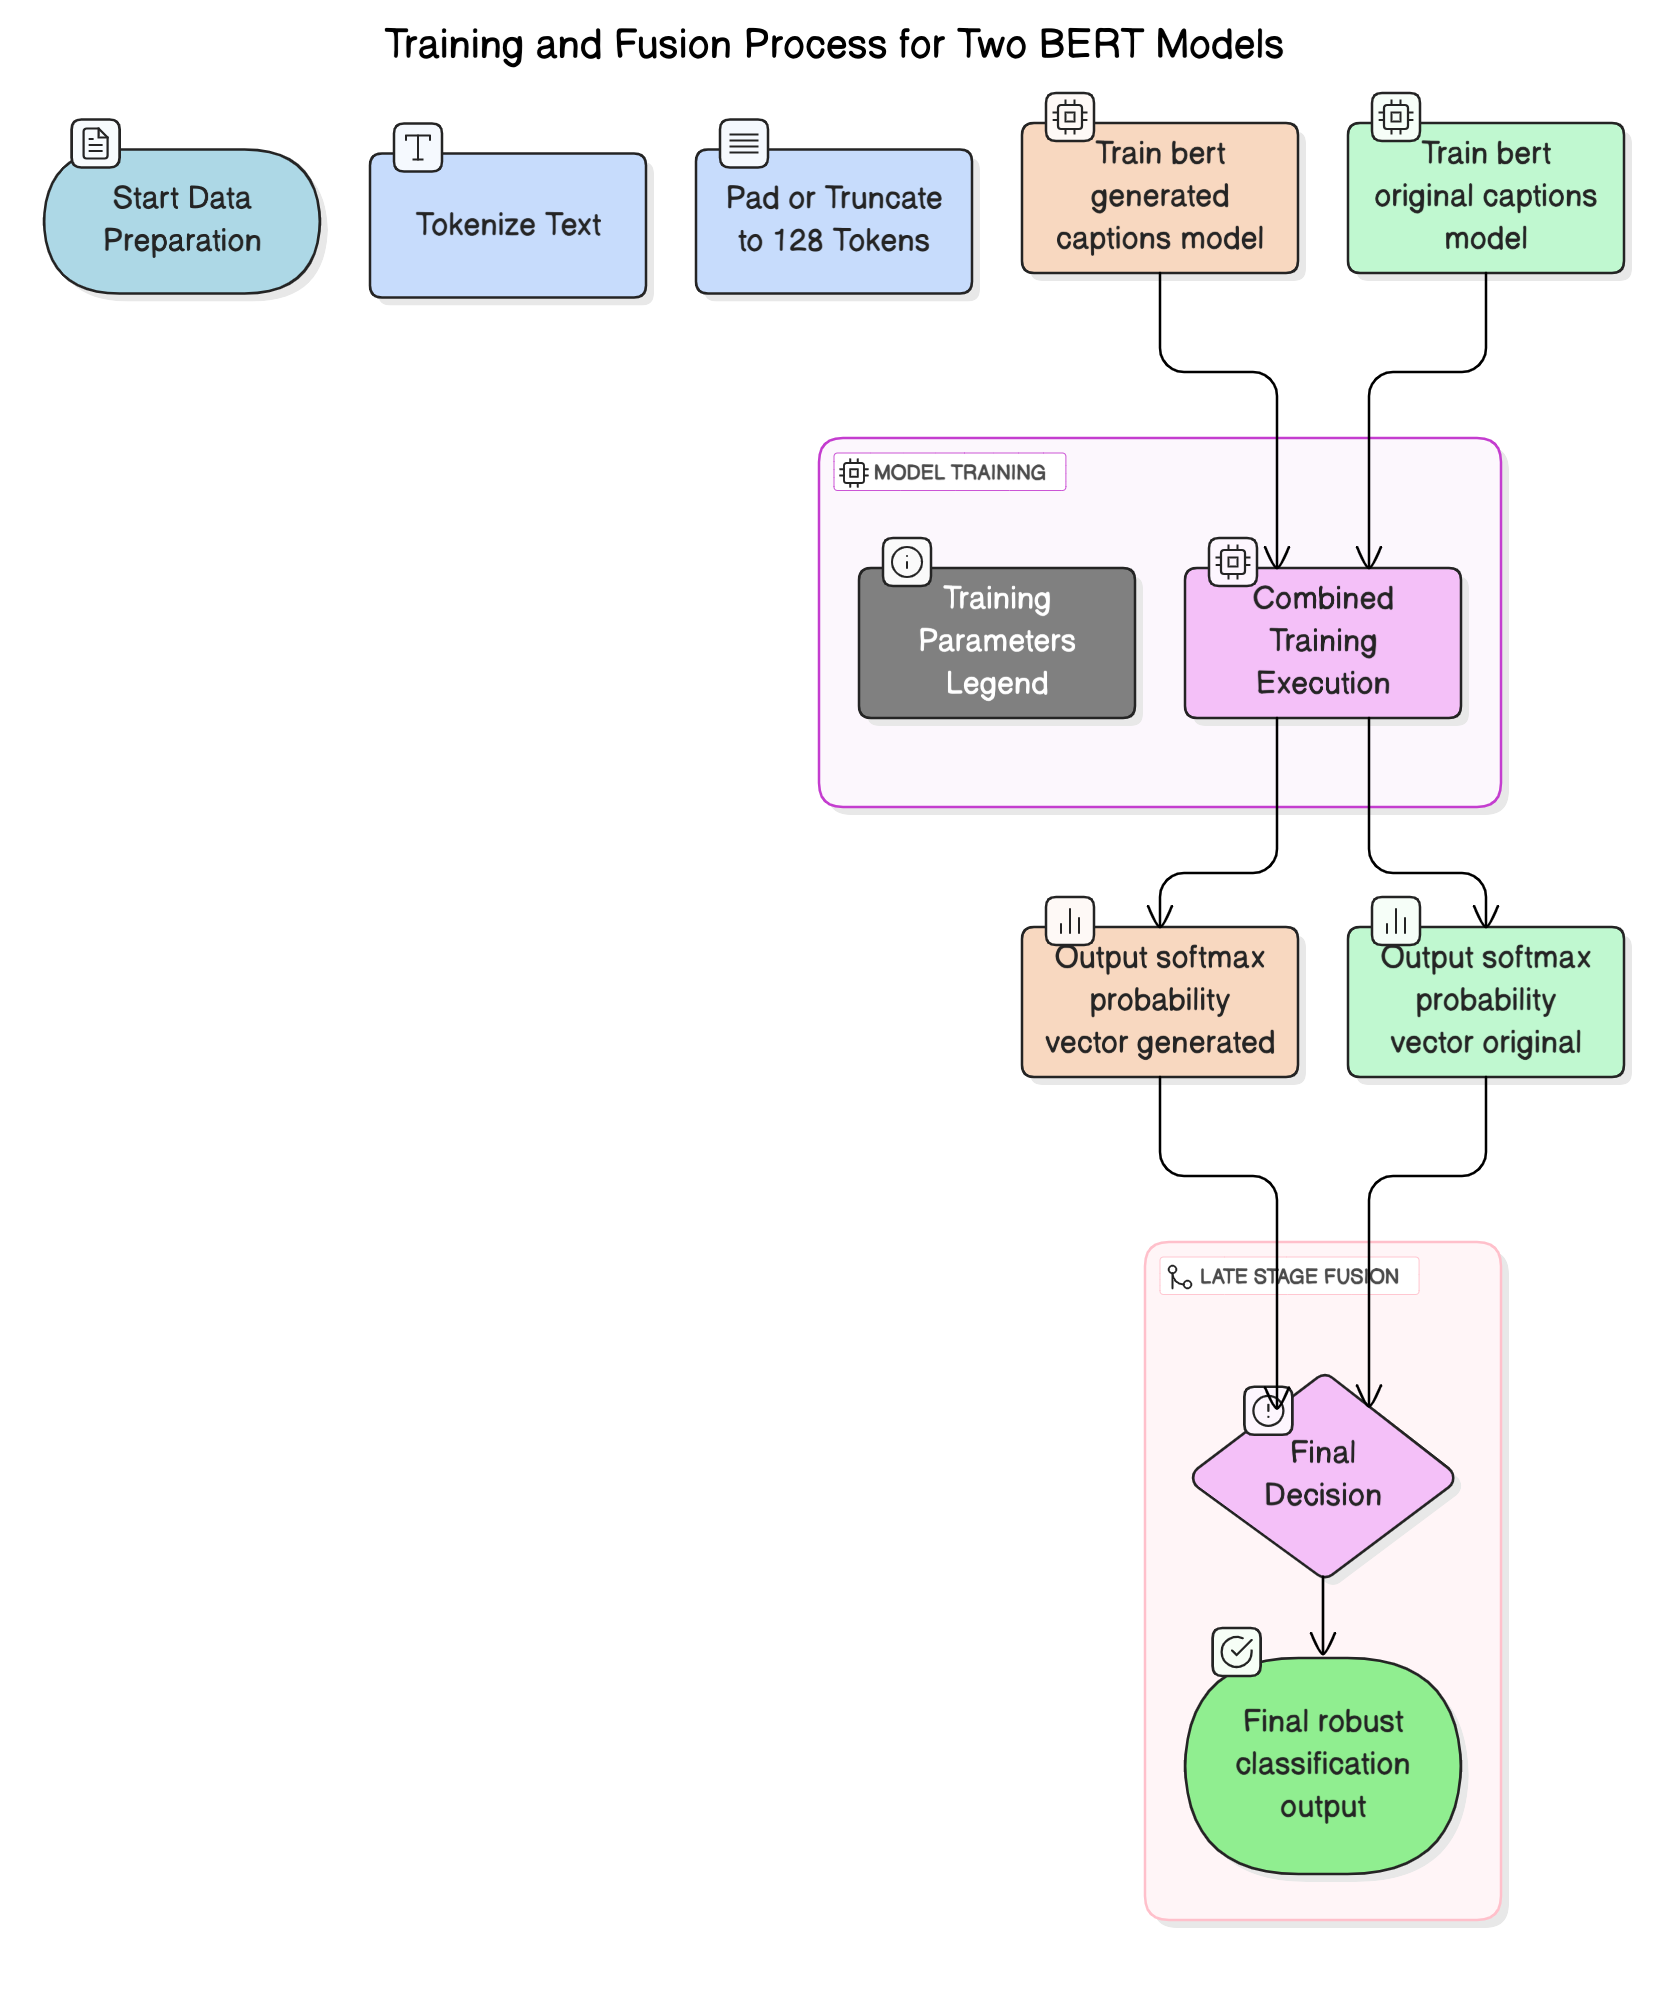 Training and Fusion Process for Two BERT Models
Start Data
Preparation
Tokenize Text
Pad or Truncate
to 128 Tokens
Train bert
generated
captions model
Train bert
original captions
model
MODEL TRAINING
Training
Parameters
Legend
Combined
Training
Execution
Output softmax
probability
vector generated
Output softmax
probability
vector original
LATE STAGE FUSION
Final
Decision
Final robust
classification
output